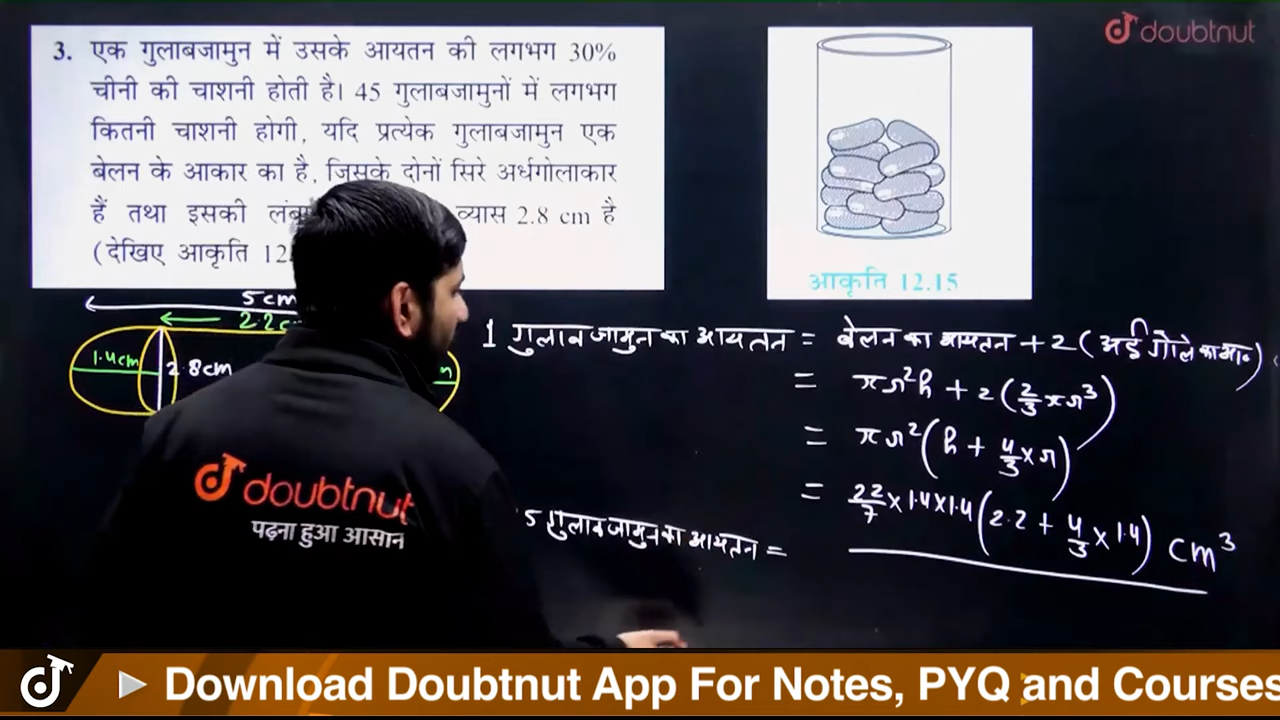 doubtnut
3. एक गुलाबजामुन में उसके आयतन की लगभग 30%
चीनी की चाशनी होती है। 45 गुलाबजामुनों में लगभग
कितनी चाशनी होगी, यदि प्रत्येक गुलाबजामुन एक
बेलन के आकार का है, जिसके दोनों सिरे अर्धगोलाकार
हैं तथा इसकी व्यास 2.8 cm है
(देखिए आकृति 12
आकृति 12.15
5cm
2.2c
1.4cm
2.8cm
1 गुलाबजामुन का आयतन = बेलन का आयतन + 2(अर्द्ध गोले का आ०)
= πr²h + 2(2/3 πr³)
= πr²(h + 4/3 × r)
= 22/7 × 1.4 × 1.4 (2.2 + 4/3 × 1.4) cm³
5 गुलाबजामुन का आयतन =
doubtnut
पढ़ना हुआ आसान
Download Doubtnut App For Notes, PYQ and Courses